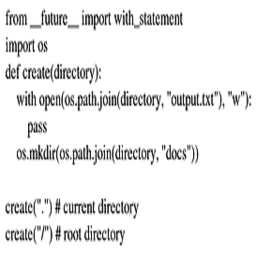 from __future__ import with_statement
import os
def create(directory):
    with open(os.path.join(directory, "output.txt"), "w"):
        pass
    os.mkdir(os.path.join(directory, "docs"))

create(".") # current directory
create("/") # root directory